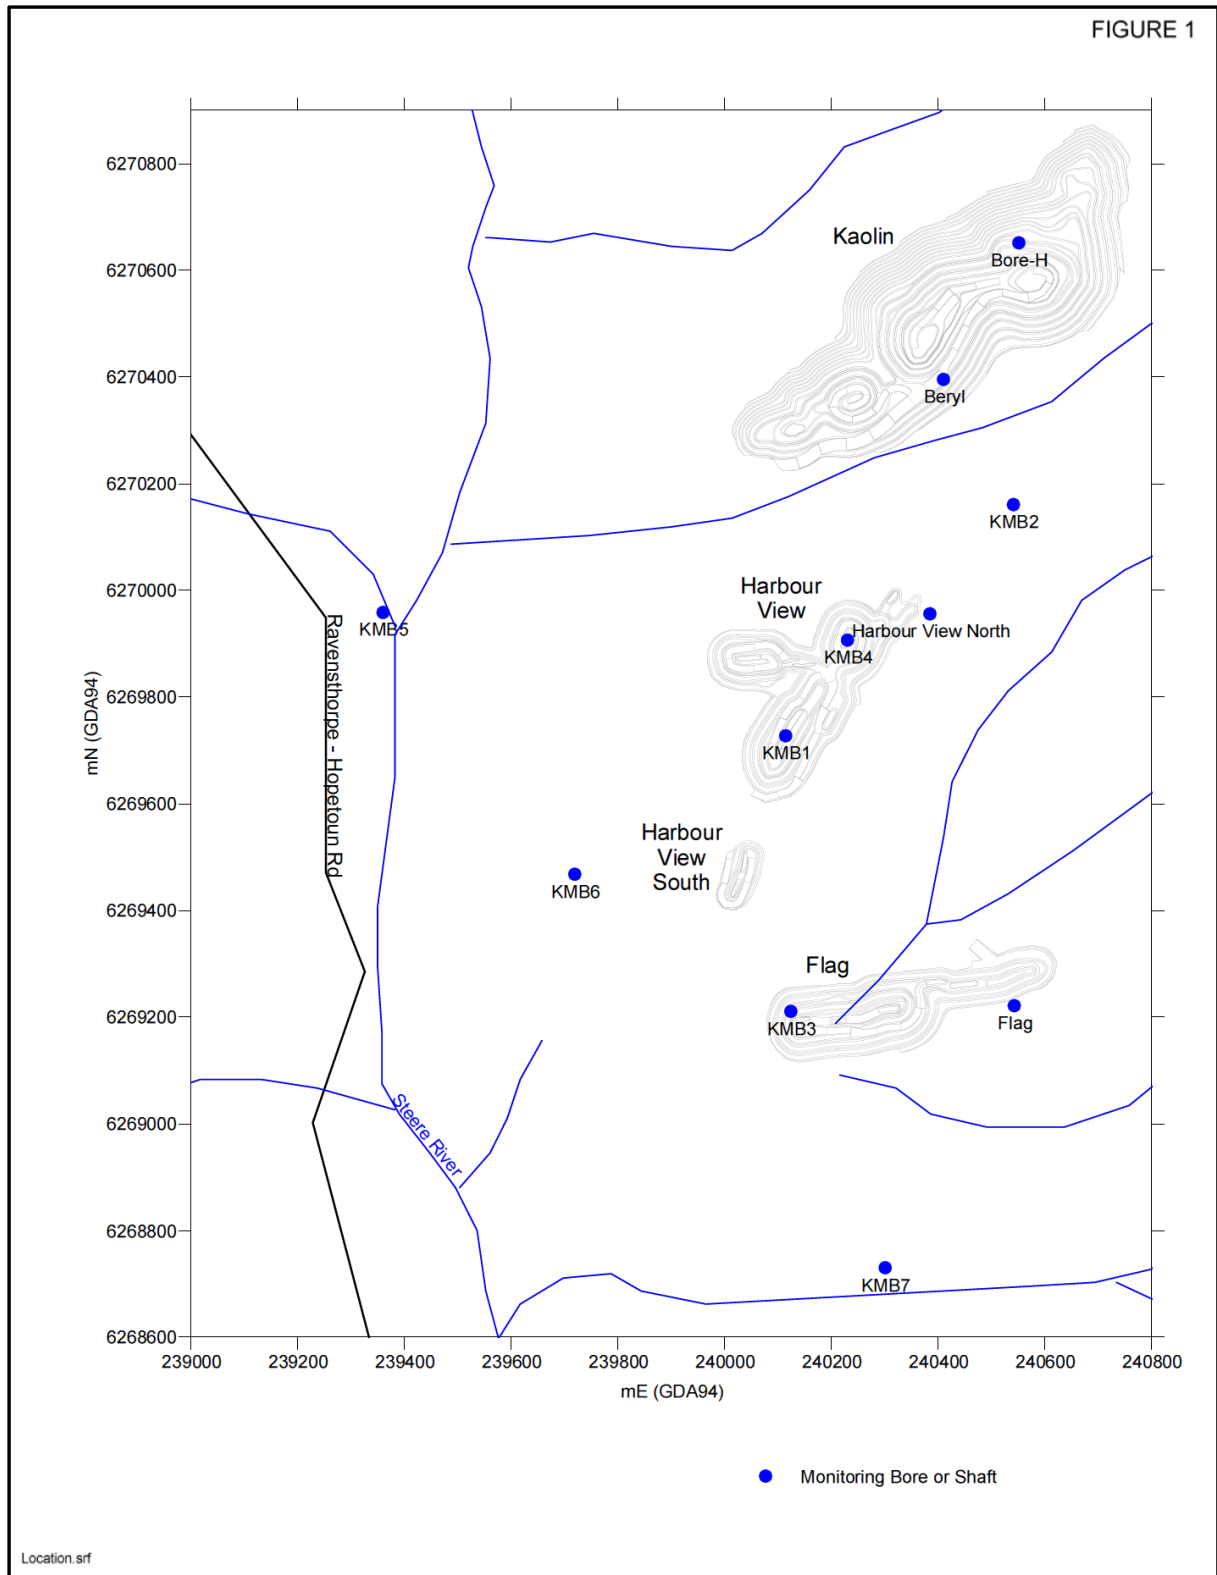 FIGURE 1
6270800
Kaolin
Bore-H
6270600
6270400
Beryl
6270200
KMB2
6270000
Harbour
View
KMB5
Harbour View North
KMB4
Ravensthorpe - Hopetoun Rd
mN (GDA94)
6269800
KMB1
6269600
Harbour
View
South
KMB6
6269400
Flag
6269200
KMB3
Flag
6269000
Steere River
6268800
KMB7
6268600
239000
239200
239400
239600
239800
240000
240200
240400
240600
240800
mE (GDA94)
Monitoring Bore or Shaft
Location.srf